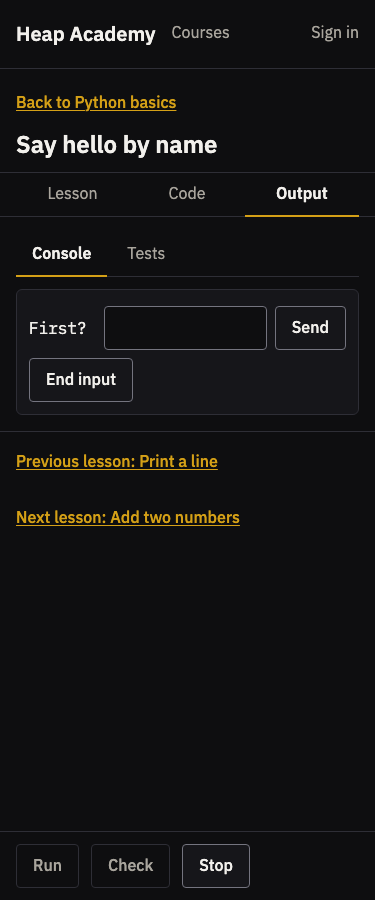 Heap Academy Courses Sign in
Back to Python basics
Say hello by name
Lesson Code Output
Console Tests
First? Send
End input
Previous lesson: Print a line
Next lesson: Add two numbers
Run Check Stop